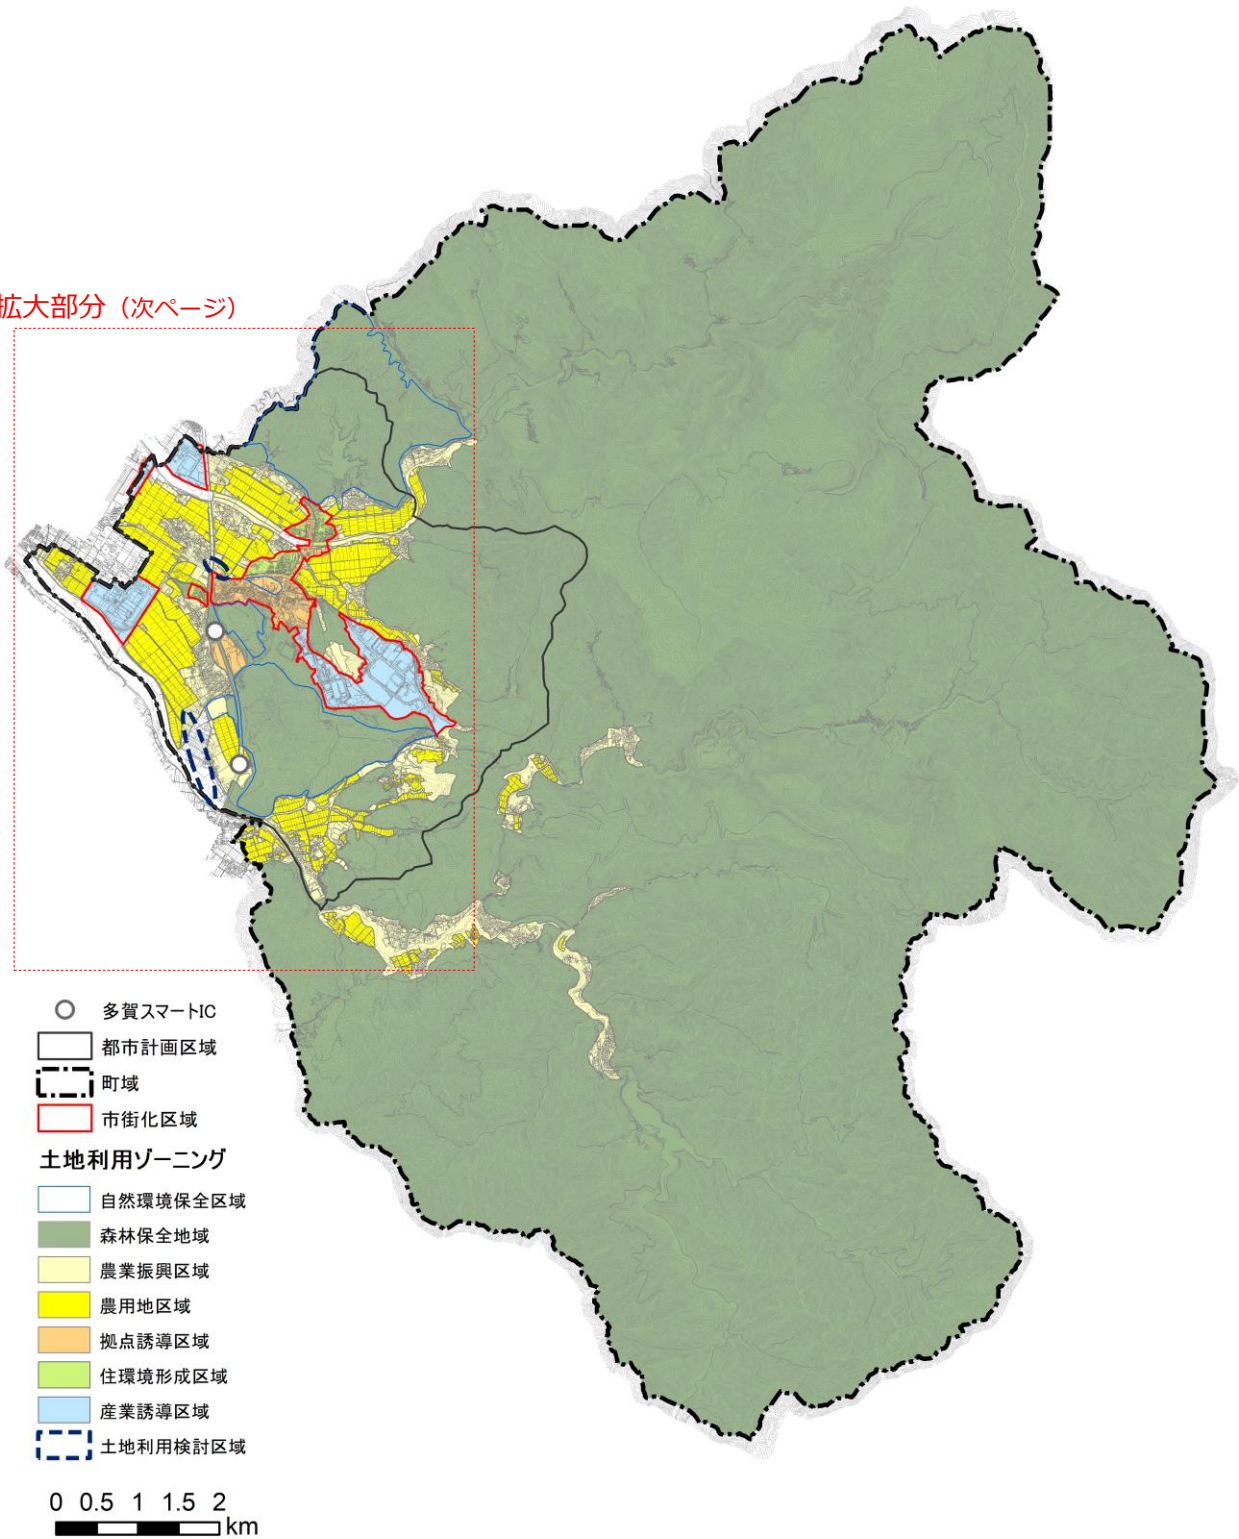 拡大部分（次ページ）
多賀スマートIC
都市計画区域
町域
市街化区域
土地利用ゾーニング
自然環境保全区域
森林保全地域
農業振興区域
農用地区域
拠点誘導区域
住環境形成区域
産業誘導区域
土地利用検討区域
0 0.5 1 1.5 2
km